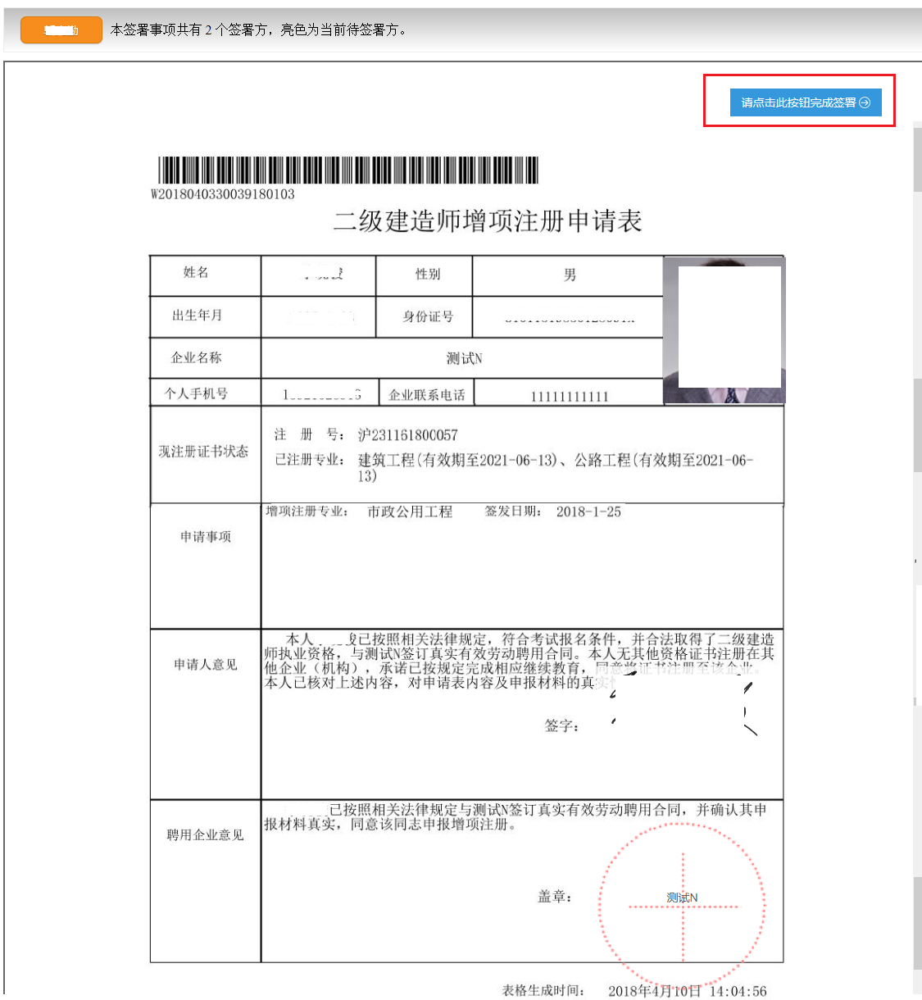 本签署事项共有 2 个签署方，亮色为当前待签署方。
请点击此按钮完成签署
W2018040330039180103
二级建造师增项注册申请表
姓名 性别 男
出生年月 身份证号
企业名称 测试N
个人手机号 企业联系电话 11111111111
现注册证书状态
注 册 号： 沪231161800057
已注册专业： 建筑工程(有效期至2021-06-13)、公路工程(有效期至2021-06-
13)
申请事项
增项注册专业： 市政公用工程 签发日期： 2018-1-25
申请人意见
本人 已按照相关法律规定，符合考试报名条件，并合法取得了二级建造
师执业资格，与测试N签订真实有效劳动聘用合同。本人无其他资格证书注册在其
他企业（机构），承诺已按规定完成相应继续教育，同意将证书注册至该企业。
本人已核对上述内容，对申请表内容及申报材料的真实
签字：
聘用企业意见
已按照相关法律规定与测试N签订真实有效劳动聘用合同，并确认其申
报材料真实，同意该同志申报增项注册。
盖章： 测试N
表格生成时间： 2018年4月10日 14:04:56